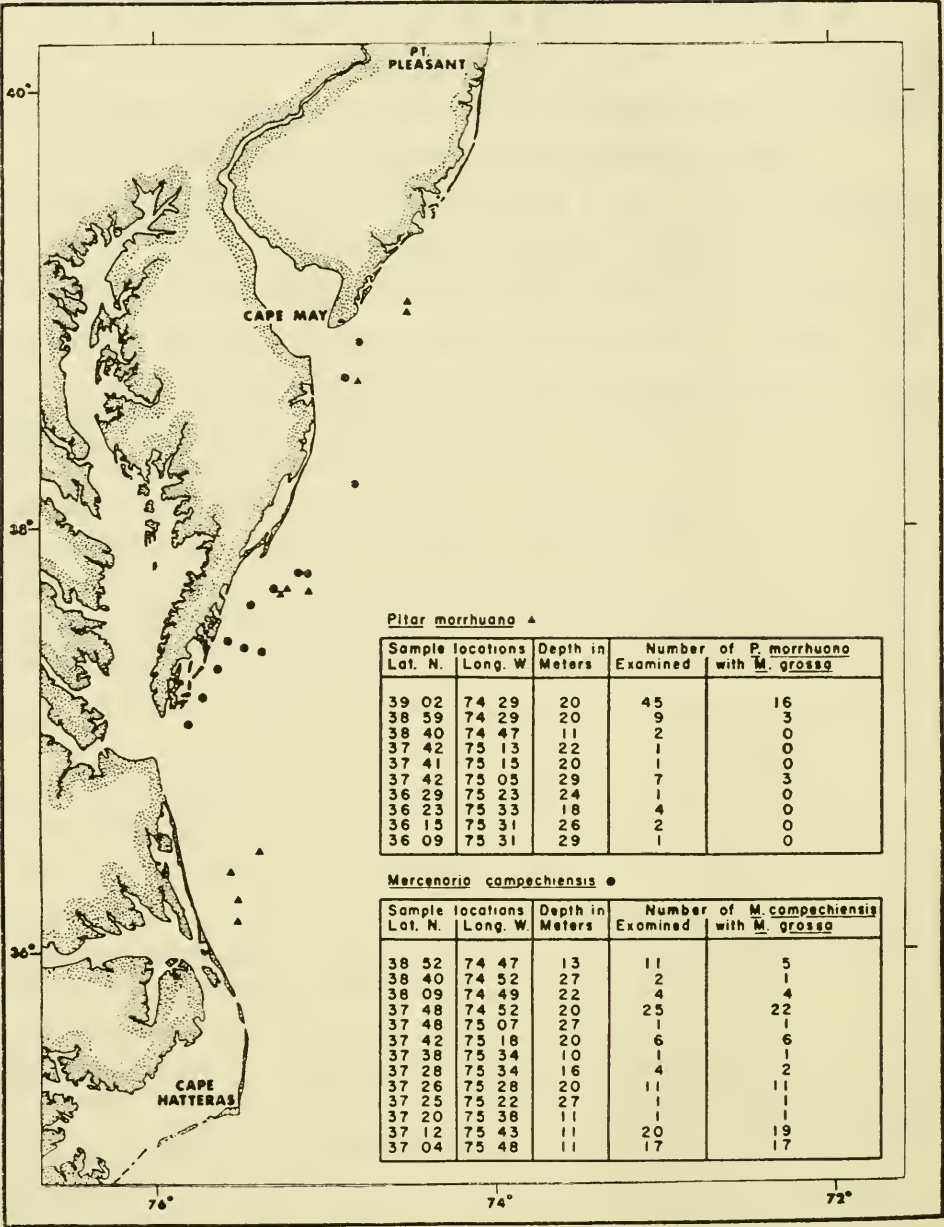 PT.
PLEASANT
40°
CAPE MAY
38°
Pitar morrhuana ▲
Sample locations Depth in Number of P. morrhuana
Lat. N. Long. W Meters Examined with M. grossa
39 02 74 29 20 45 16
38 59 74 29 20 9 3
38 40 74 47 11 2 0
37 42 75 13 22 1 0
37 41 75 15 20 1 0
37 42 75 05 29 7 3
36 29 75 23 24 1 0
36 23 75 33 18 4 0
36 15 75 31 26 2 0
36 09 75 31 29 1 0
Mercenaria campechiensis ●
Sample locations Depth in Number of M. campechiensis
Lat. N. Long. W. Meters Examined with M. grossa
38 52 74 47 13 11 5
38 40 74 52 27 2 1
38 09 74 49 22 4 4
37 48 74 52 20 25 22
37 48 75 07 27 1 1
37 42 75 18 20 6 6
37 38 75 34 10 1 1
37 28 75 34 16 4 2
37 26 75 28 20 11 11
37 25 75 22 27 1 1
37 20 75 38 11 1 1
37 12 75 43 11 20 19
37 04 75 48 11 17 17
36°
CAPE
HATTERAS
76° 74° 72°